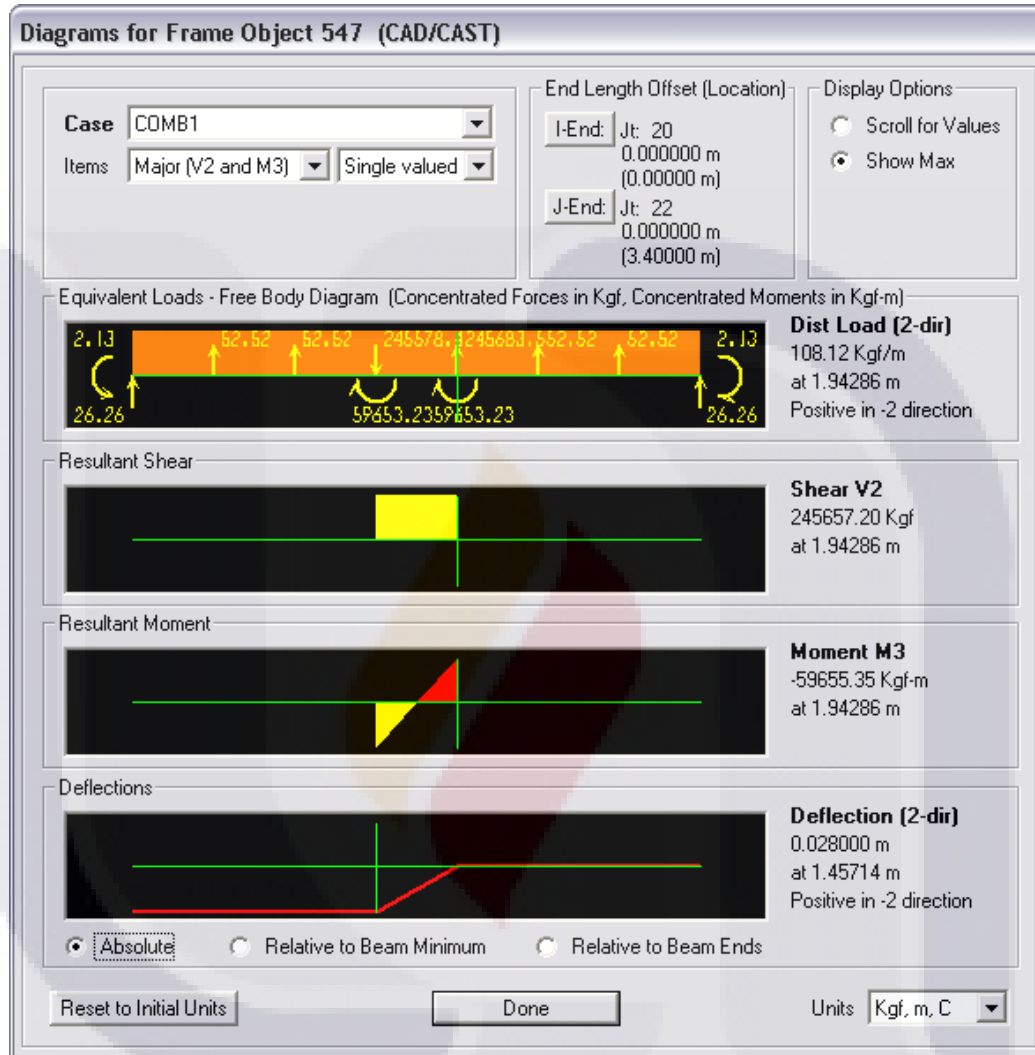 Diagrams for Frame Object 547 (CAD/CAST)
Case COMB1
Items Major (V2 and M3) Single valued
End Length Offset (Location)
I-End: Jt: 20
0.000000 m
(0.00000 m)
J-End: Jt: 22
0.000000 m
(3.40000 m)
Display Options
Scroll for Values
Show Max
Equivalent Loads - Free Body Diagram (Concentrated Forces in Kgf, Concentrated Moments in Kgf-m)
2.13 52.52 52.52 245578. 245683.5 52.52 52.52 2.13
26.26 59653.23 59653.23 26.26
Dist Load (2-dir)
108.12 Kgf/m
at 1.94286 m
Positive in -2 direction
Resultant Shear
Shear V2
245657.20 Kgf
at 1.94286 m
Resultant Moment
Moment M3
-59655.35 Kgf-m
at 1.94286 m
Deflections
Deflection (2-dir)
0.028000 m
at 1.45714 m
Positive in -2 direction
Absolute Relative to Beam Minimum Relative to Beam Ends
Reset to Initial Units Done Units Kgf, m, C